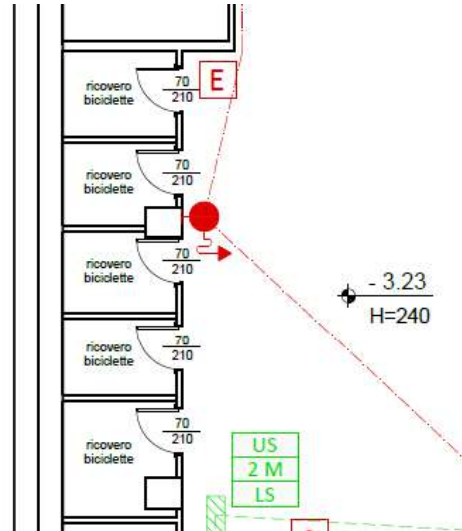 ricovero
biciclette
70
210
E
ricovero
biciclette
70
210
ricovero
biciclette
70
210
- 3.23
H=240
ricovero
biciclette
70
210
ricovero
biciclette
70
210
US
2 M
LS